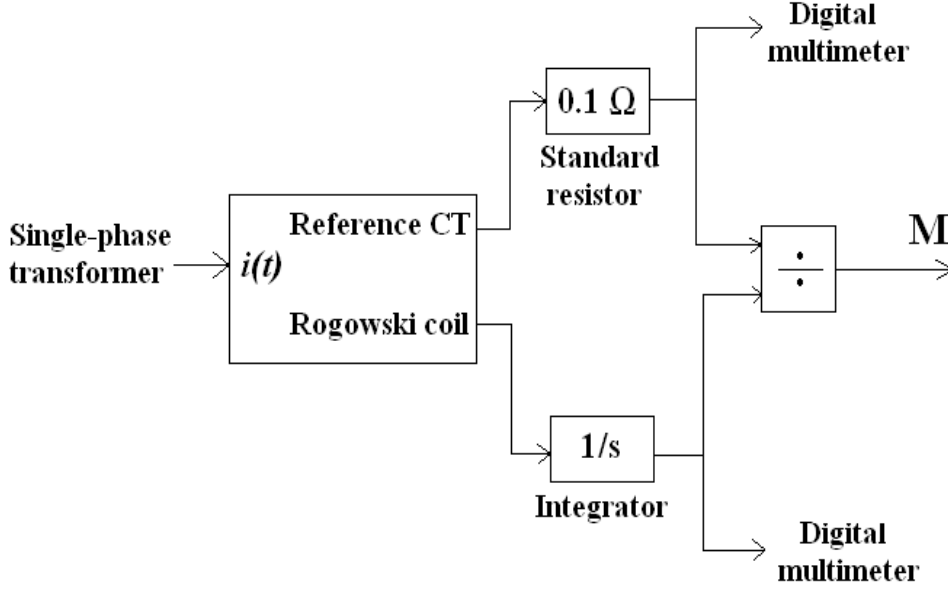 Digital
multimeter
0.1 Ω
Standard
resistor
Single-phase
transformer
i(t)
Reference CT
Rogowski coil
M
1/s
Integrator
Digital
multimeter